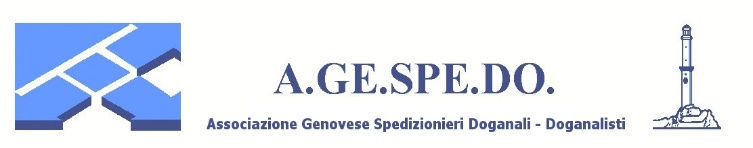 A.GE.SPE.DO.
Associazione Genovese Spedizionieri Doganali - Doganalisti